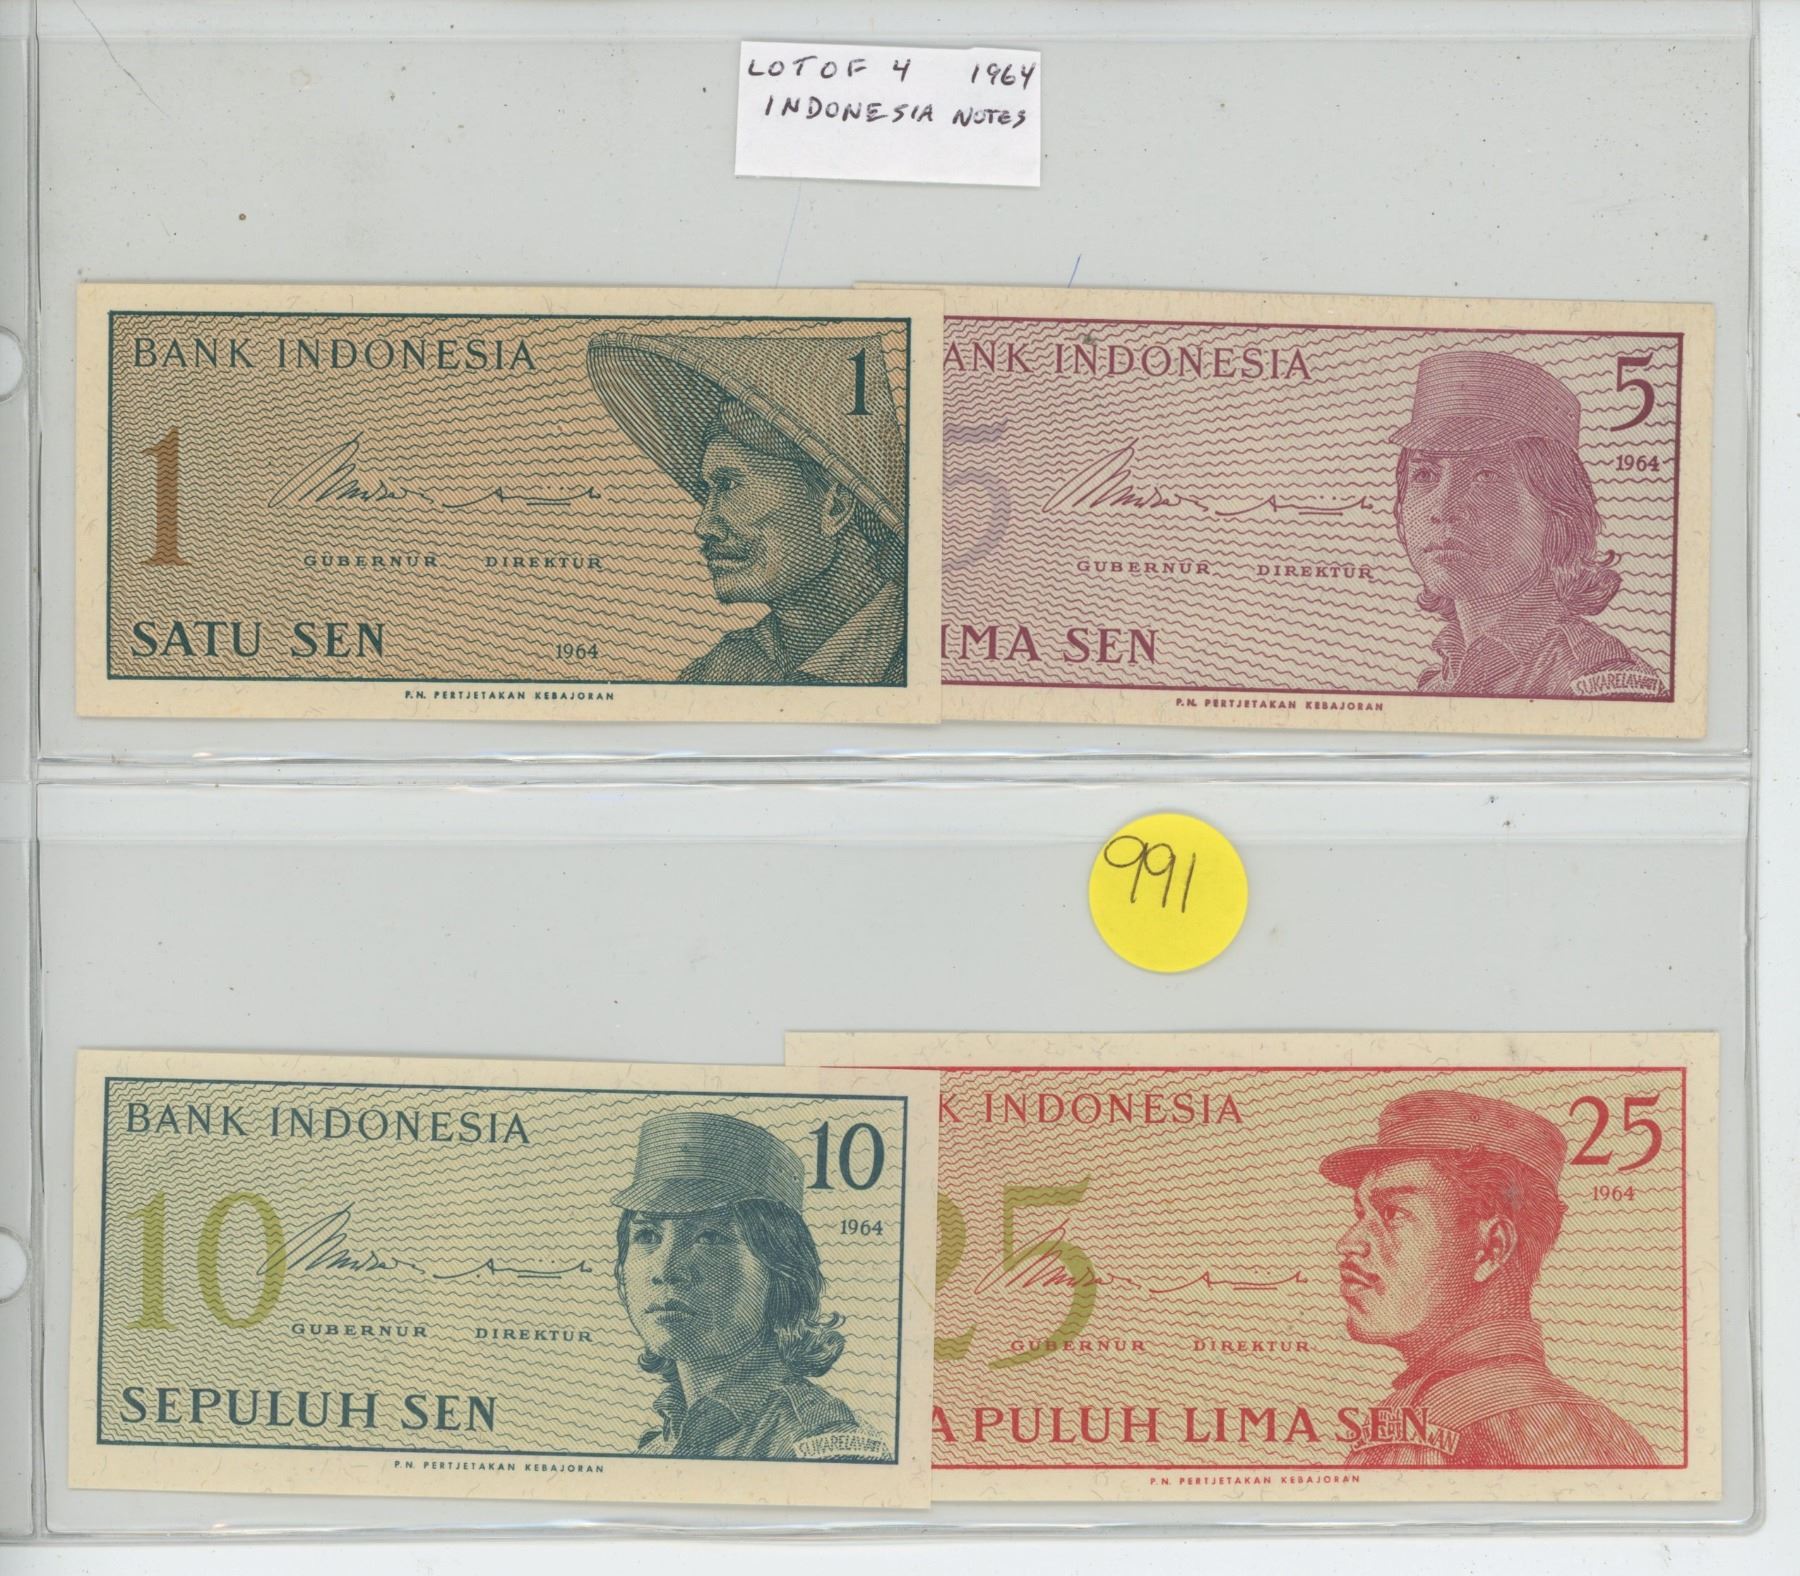 LOT OF 4 1964
INDONESIA NOTES
BANK INDONESIA
1
1
GUBERNUR DIREKTUR
SATU SEN
1964
P.N. PERTJETAKAN KEBAJORAN
ANK INDONESIA
5
1964
5
GUBERNUR DIREKTUR
IMA SEN
SUKARELAWATI
P.N. PERTJETAKAN KEBAJORAN
991
BANK INDONESIA
10
1964
10
GUBERNUR DIREKTUR
SEPULUH SEN
SUKARELAWATI
P.N. PERTJETAKAN KEBAJORAN
K INDONESIA
25
1964
25
GUBERNUR DIREKTUR
A PULUH LIMA SEN
P.N. PERTJETAKAN KEBAJORAN